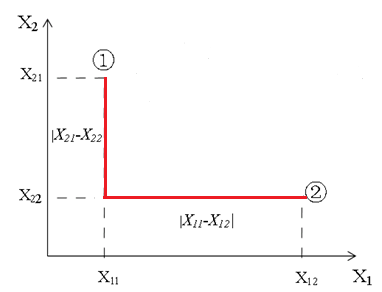 X₂
①
X₂₁
|X₂₁-X₂₂
②
X₂₂
|X₁₁-X₁₂|
X₁₁
X₁₂
X₁